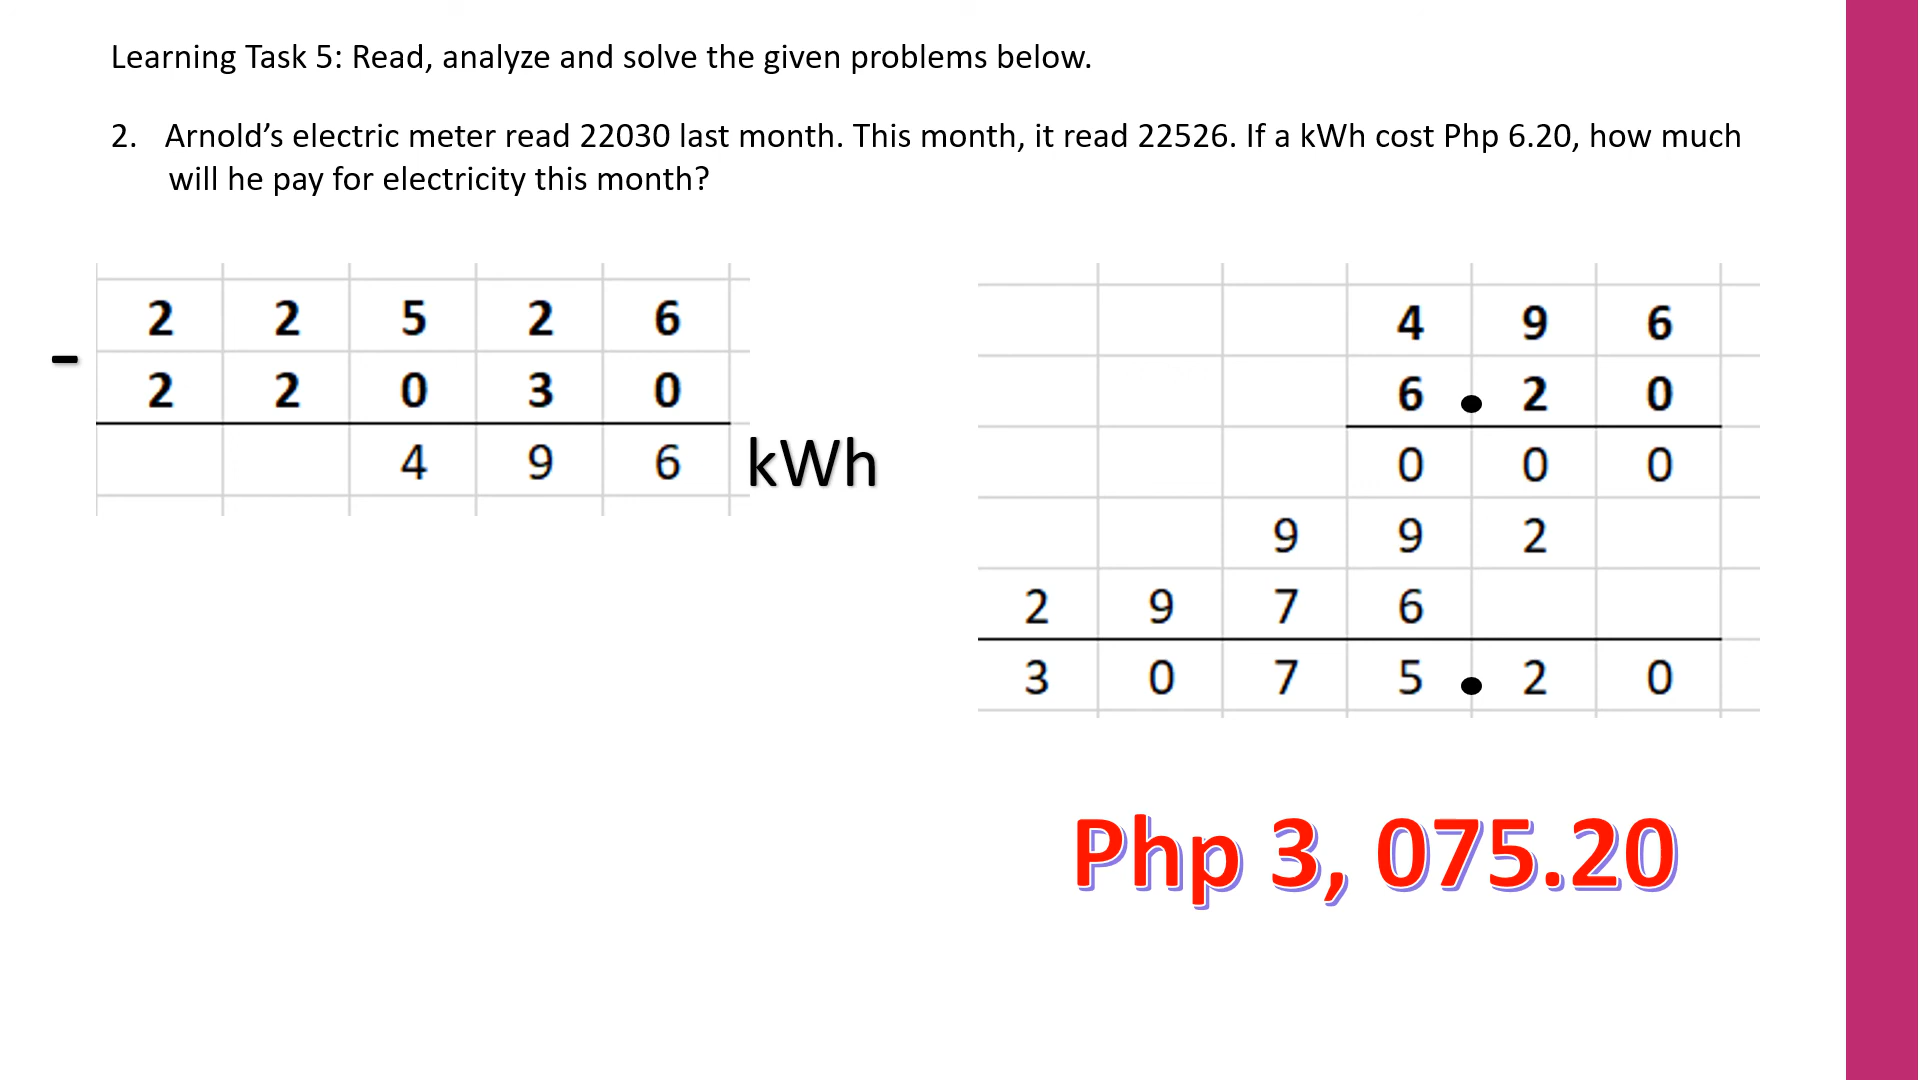 Learning Task 5: Read, analyze and solve the given problems below.
2. Arnold’s electric meter read 22030 last month. This month, it read 22526. If a kWh cost Php 6.20, how much
will he pay for electricity this month?
2 2 5 2 6
-
2 2 0 3 0
4 9 6 kWh
4 9 6
6 . 2 0
0 0 0
9 9 2
2 9 7 6
3 0 7 5 . 2 0
Php 3, 075.20